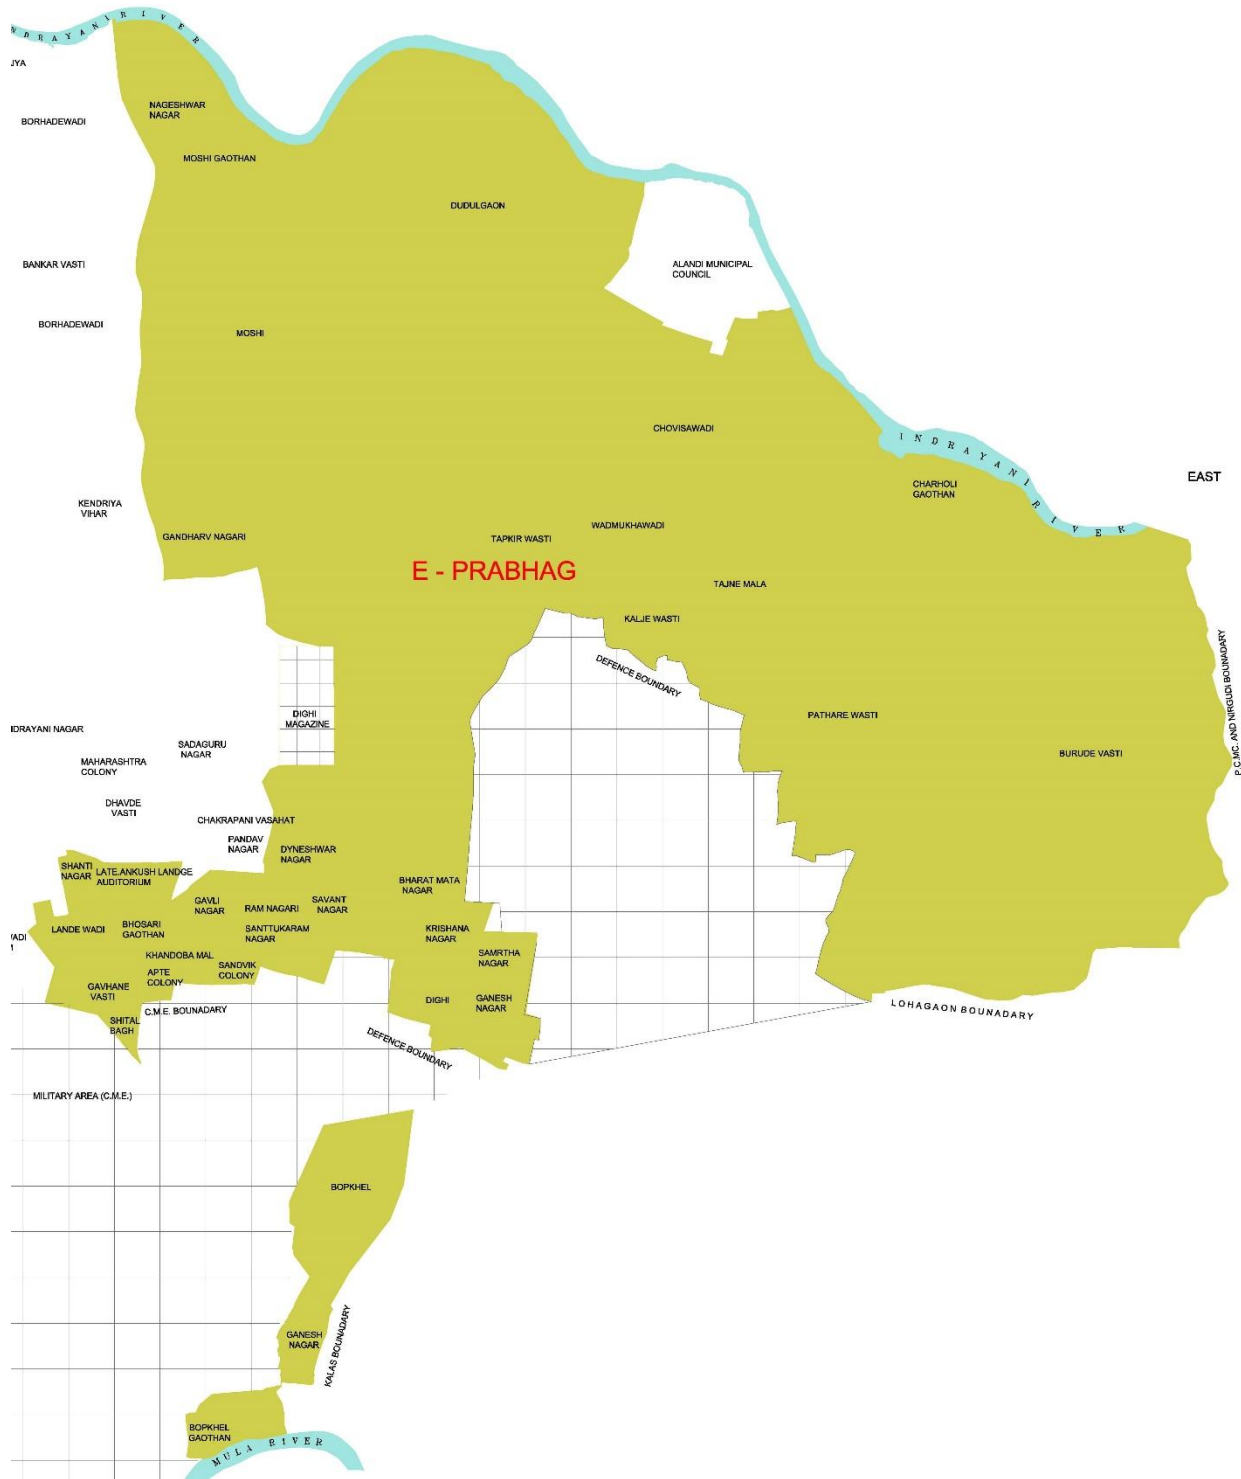 NDRAYANI RIVER
JYA
NAGESHWAR
NAGAR
BORHADEWADI
MOSHI GAOTHAN
DUDULGAON
BANKAR VASTI
ALANDI MUNICIPAL
COUNCIL
BORHADEWADI
MOSHI
CHOVISAWADI
INDRAYANI RIVER
EAST
CHARHOLI
GAOTHAN
KENDRIYA
VIHAR
GANDHARV NAGARI
TAPKIR WASTI
WADMUKHAWADI
E - PRABHAG
TAJNE MALA
KALJE WASTI
DEFENCE BOUNDARY
P.C.MC. AND NIRGUDI BOUNADARY
DIGHI
MAGAZINE
PATHARE WASTI
IDRAYANI NAGAR
SADAGURU
NAGAR
BURUDE VASTI
MAHARASHTRA
COLONY
DHAVDE
VASTI
CHAKRAPANI VASAHAT
PANDAV
NAGAR
DYNESHWAR
NAGAR
SHANTI
NAGAR
LATE.ANKUSH LANDGE
AUDITORIUM
BHARAT MATA
NAGAR
GAVLI
NAGAR
RAM NAGARI
SAVANT
NAGAR
LANDE WADI
BHOSARI
GAOTHAN
SANTTUKARAM
NAGAR
KRISHANA
NAGAR
KHANDOBA MAL
SAMRTHA
NAGAR
APTE
COLONY
SANDVIK
COLONY
GAVHANE
VASTI
DIGHI
GANESH
NAGAR
C.M.E. BOUNADARY
SHITAL
BAGH
LOHAGAON BOUNADARY
DEFENCE BOUNDARY
MILITARY AREA (C.M.E.)
BOPKHEL
GANESH
NAGAR
KALAS BOUNADARY
BOPKHEL
GAOTHAN
MULA RIVER